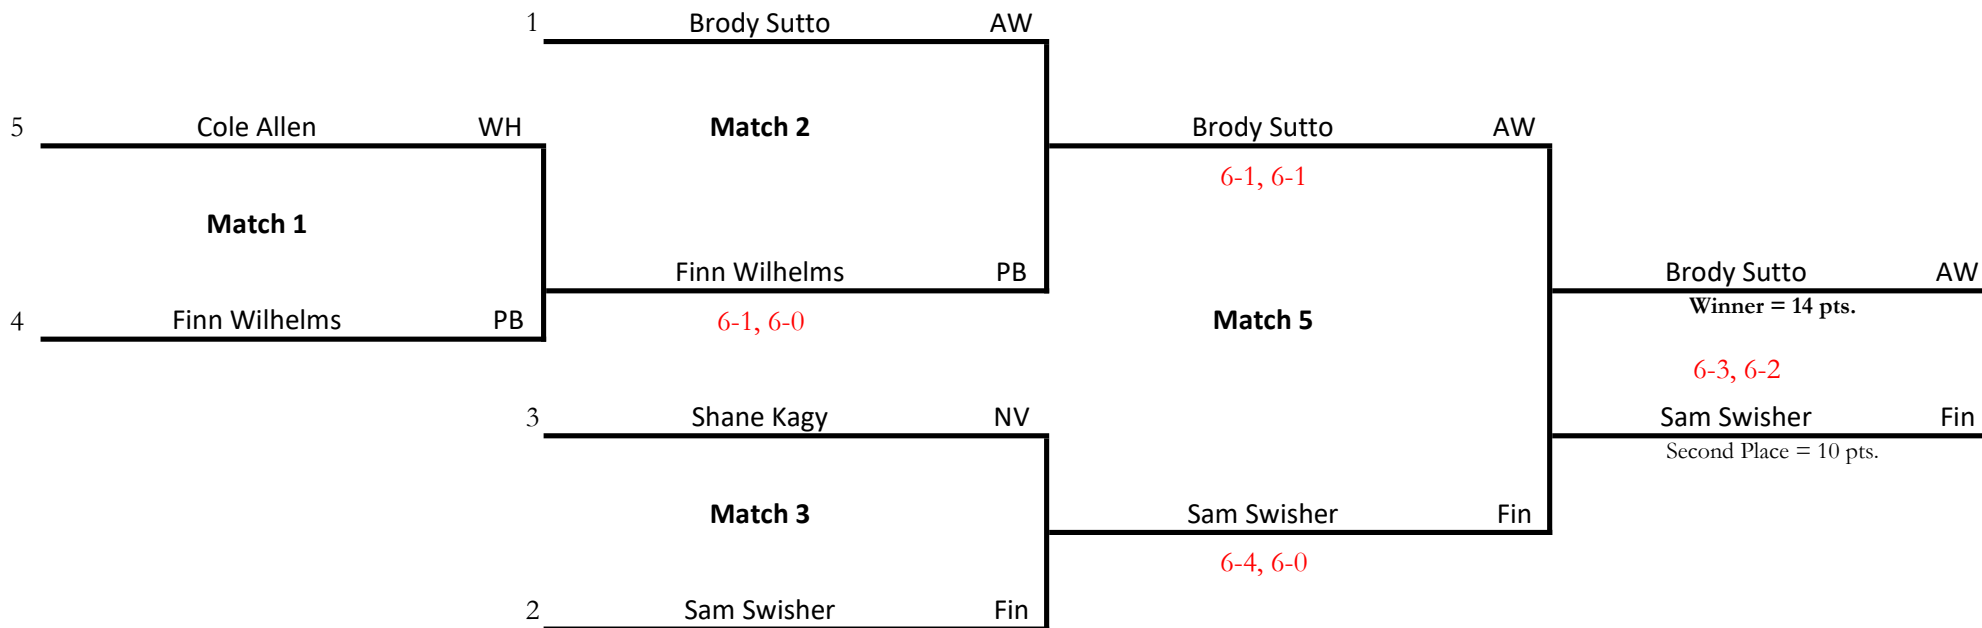 1 Brody Sutto AW
5 Cole Allen WH
Match 2
Brody Sutto AW
6-1, 6-1
Match 1
Finn Wilhelms PB
Brody Sutto AW
Winner = 14 pts.
4 Finn Wilhelms PB
6-1, 6-0
Match 5
6-3, 6-2
3 Shane Kagy NV
Sam Swisher Fin
Second Place = 10 pts.
Match 3
Sam Swisher Fin
6-4, 6-0
2 Sam Swisher Fin